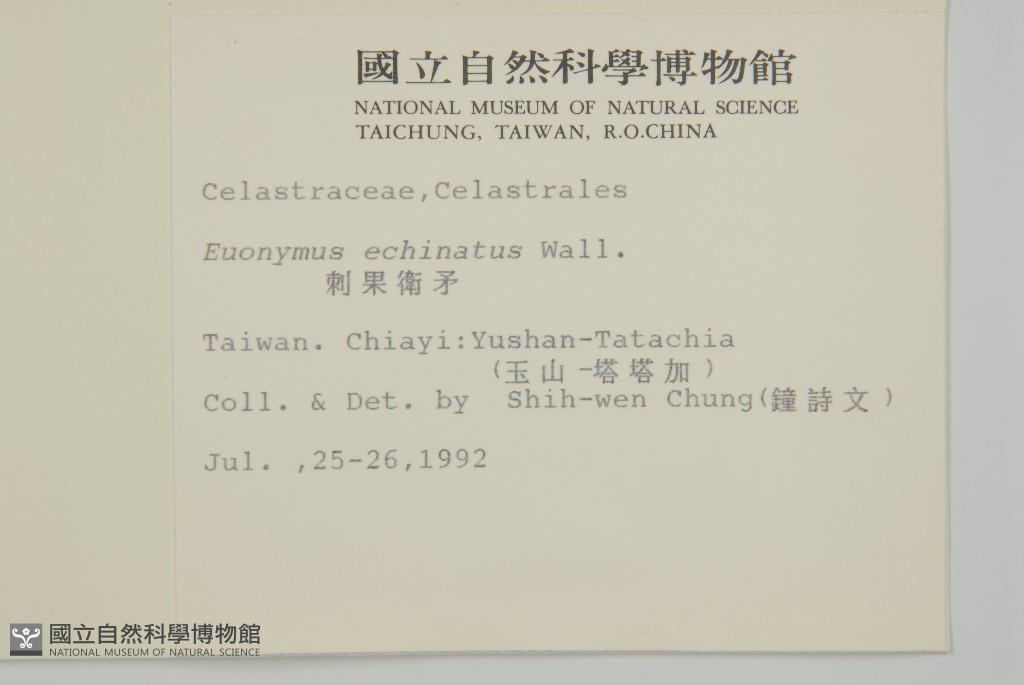 國立自然科學博物館
NATIONAL MUSEUM OF NATURAL SCIENCE
TAICHUNG, TAIWAN, R.O.CHINA
Celastraceae,Celastrales
Euonymus echinatus Wall.
刺果衛矛
Taiwan. Chiayi:Yushan-Tatachia
(玉山-塔塔加)
Coll. & Det. by Shih-wen Chung(鐘詩文)
Jul. ,25-26,1992
國立自然科學博物館
NATIONAL MUSEUM OF NATURAL SCIENCE